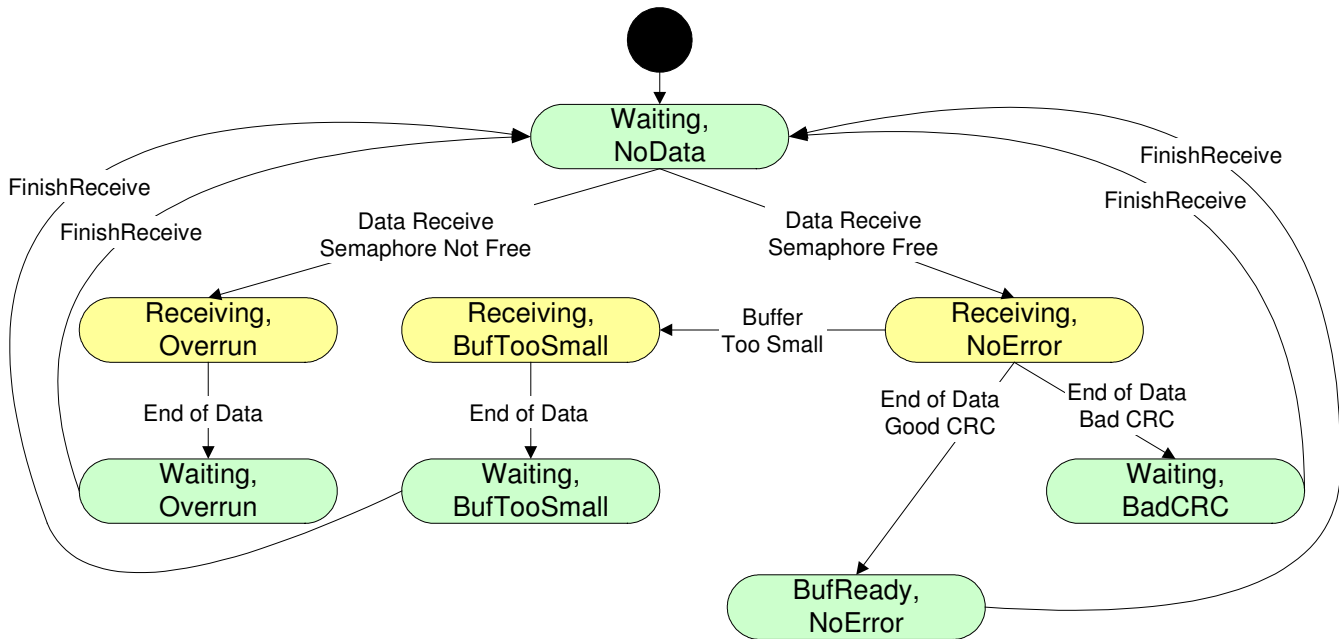 Waiting,
NoData
FinishReceive
FinishReceive
FinishReceive
FinishReceive
Data Receive
Semaphore Not Free
Data Receive
Semaphore Free
Receiving,
Overrun
Receiving,
BufTooSmall
Buffer
Too Small
Receiving,
NoError
End of Data
End of Data
End of Data
Good CRC
End of Data
Bad CRC
Waiting,
Overrun
Waiting,
BufTooSmall
Waiting,
BadCRC
BufReady,
NoError